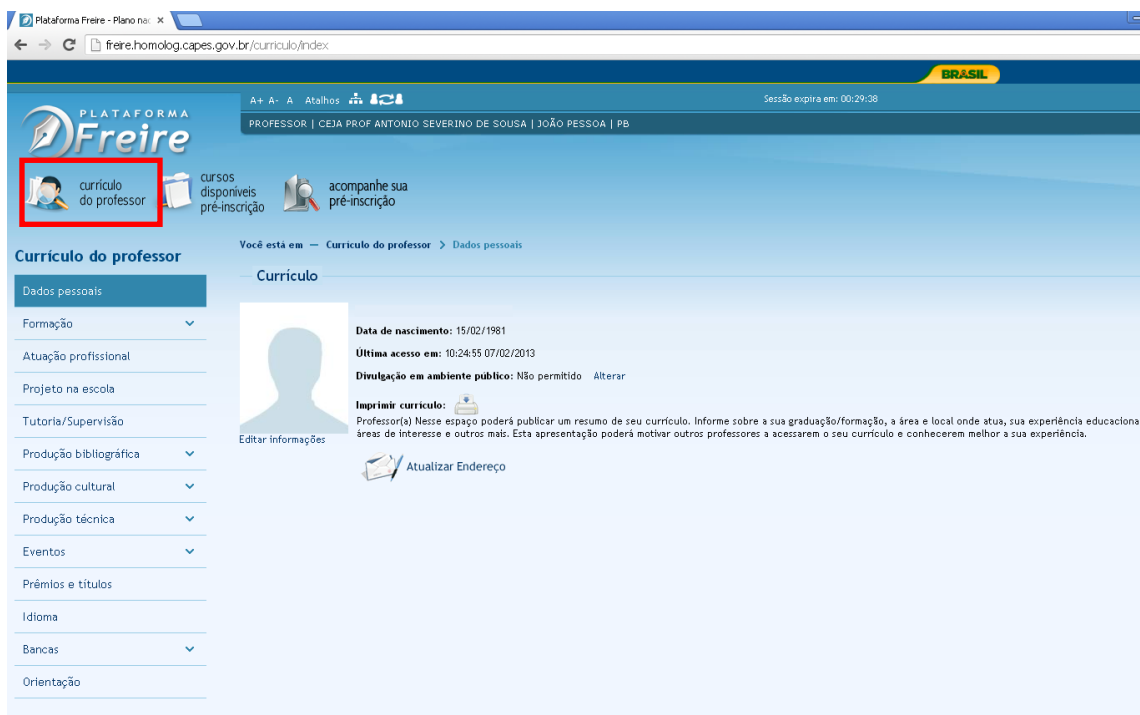 Plataforma Freire - Plano nac
freire.homolog.capes.gov.br/curriculo/index
BRASIL
A+ A- A Atalhos
Sessão expira em: 00:29:38
PLATAFORMA
Freire
PROFESSOR | CEJA PROF ANTONIO SEVERINO DE SOUSA | JOÃO PESSOA | PB
currículo
do professor
cursos
disponíveis
pré-inscrição
acompanhe sua
pré-inscrição
Currículo do professor
Dados pessoais
Formação
Atuação profissional
Projeto na escola
Tutoria/Supervisão
Produção bibliográfica
Produção cultural
Produção técnica
Eventos
Prêmios e títulos
Idioma
Bancas
Orientação
Você está em — Currículo do professor > Dados pessoais
Currículo
Editar informações
Data de nascimento: 15/02/1981
Última acesso em: 10:24:55 07/02/2013
Divulgação em ambiente público: Não permitido Alterar
Imprimir currículo:
Professor(a) Nesse espaço poderá publicar um resumo de seu currículo. Informe sobre a sua graduação/formação, a área e local onde atua, sua experiência educaciona
áreas de interesse e outros mais. Esta apresentação poderá motivar outros professores a acessarem o seu currículo e conhecerem melhor a sua experiência.
Atualizar Endereço